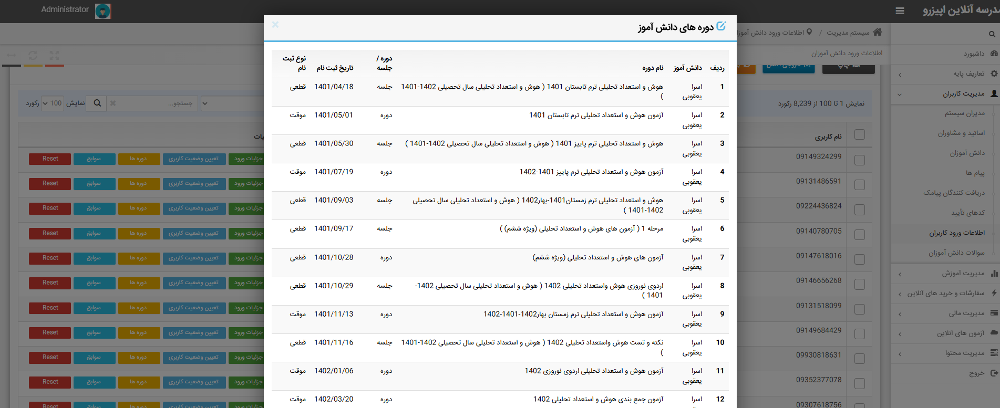 مدرسه آنلاین اپیزرو
Administrator
سیستم مدیریت / اطلاعات ورود دانش آموزان
اطلاعات ورود دانش آموزان
داشبورد
تعاریف پایه
مدیریت کاربران
مدیران سیستم
اساتید و مشاوران
دانش آموزان
پیام ها
دریافت کنندگان پیامک
کدهای تأیید
اطلاعات ورود کاربران
سوالات دانش آموزان
مدیریت آموزش
سفارشات و خرید های آنلاین
مدیریت مالی
آزمون های آنلاین
مدیریت محتوا
خروج
چاپ
خروجی اکسل
نمایش 1 تا 100 از 8,239 رکورد
جستجو...
نمایش 100 رکورد
نام کاربری
09149324299
09131486591
09224436824
09140780705
09147618016
09146656268
09131518099
09149684429
09930818631
09352377078
09307618756
دوره های دانش آموز
ردیف دانش آموز نام دوره دوره / جلسه تاریخ ثبت نام نوع ثبت نام
1 اسرا یعقوبی هوش و استعداد تحلیلی ترم تابستان 1401 ( هوش و استعداد تحلیلی سال تحصیلی 1402-1401 ) جلسه 1401/04/18 قطعی
2 اسرا یعقوبی آزمون هوش و استعداد تحلیلی ترم تابستان 1401 دوره 1401/05/01 موقت
3 اسرا یعقوبی هوش و استعداد تحلیلی ترم پاییز 1401 ( هوش و استعداد تحلیلی سال تحصیلی 1402-1401 ) جلسه 1401/05/30 قطعی
4 اسرا یعقوبی آزمون هوش و استعداد تحلیلی ترم پاییز 1401-1402 دوره 1401/07/19 موقت
5 اسرا یعقوبی هوش و استعداد تحلیلی ترم زمستان1401-بهار1402 ( هوش و استعداد تحلیلی سال تحصیلی 1402-1401 ) جلسه 1401/09/03 قطعی
6 اسرا یعقوبی مرحله 1 ( آزمون های هوش و استعداد تحلیلی (ویژه ششم) ) جلسه 1401/09/17 قطعی
7 اسرا یعقوبی آزمون های هوش و استعداد تحلیلی (ویژه ششم) دوره 1401/10/28 قطعی
8 اسرا یعقوبی اردوی نوروزی هوش واستعداد تحلیلی 1402 ( هوش و استعداد تحلیلی سال تحصیلی 1402-1401 ) جلسه 1401/10/29 قطعی
9 اسرا یعقوبی آزمون هوش و استعداد تحلیلی ترم زمستان بهار1402-1401-1402 دوره 1401/11/13 موقت
10 اسرا یعقوبی نکته و تست هوش واستعداد تحلیلی 1402 ( هوش و استعداد تحلیلی سال تحصیلی 1402-1401 ) جلسه 1401/11/16 قطعی
11 اسرا یعقوبی آزمون هوش و استعداد تحلیلی اردوی نوروزی 1402 دوره 1402/01/06 موقت
12 اسرا آزمون جمع بندی هوش و استعداد تحلیلی 1402 دوره 1402/03/20 موقت
جزئیات ورود تعیین وضعیت کاربری دوره ها سوابق Reset
جزئیات ورود تعیین وضعیت کاربری دوره ها سوابق Reset
جزئیات ورود تعیین وضعیت کاربری دوره ها سوابق Reset
جزئیات ورود تعیین وضعیت کاربری دوره ها سوابق Reset
جزئیات ورود تعیین وضعیت کاربری دوره ها سوابق Reset
جزئیات ورود تعیین وضعیت کاربری دوره ها سوابق Reset
جزئیات ورود تعیین وضعیت کاربری دوره ها سوابق Reset
جزئیات ورود تعیین وضعیت کاربری دوره ها سوابق Reset
جزئیات ورود تعیین وضعیت کاربری دوره ها سوابق Reset
جزئیات ورود تعیین وضعیت کاربری دوره ها سوابق Reset
جزئیات ورود تعیین وضعیت کاربری دوره ها سوابق Reset